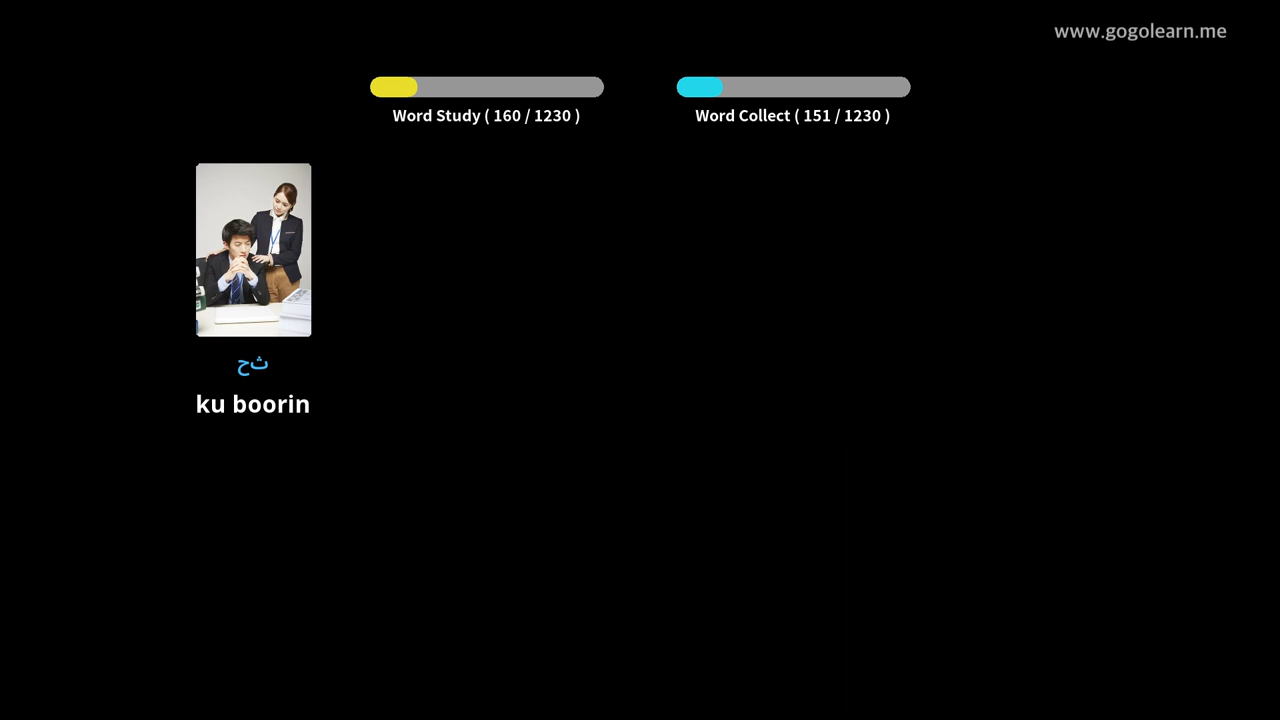 www.gogolearn.me
Word Study ( 160 / 1230 )
Word Collect ( 151 / 1230 )
ثح
ku boorin